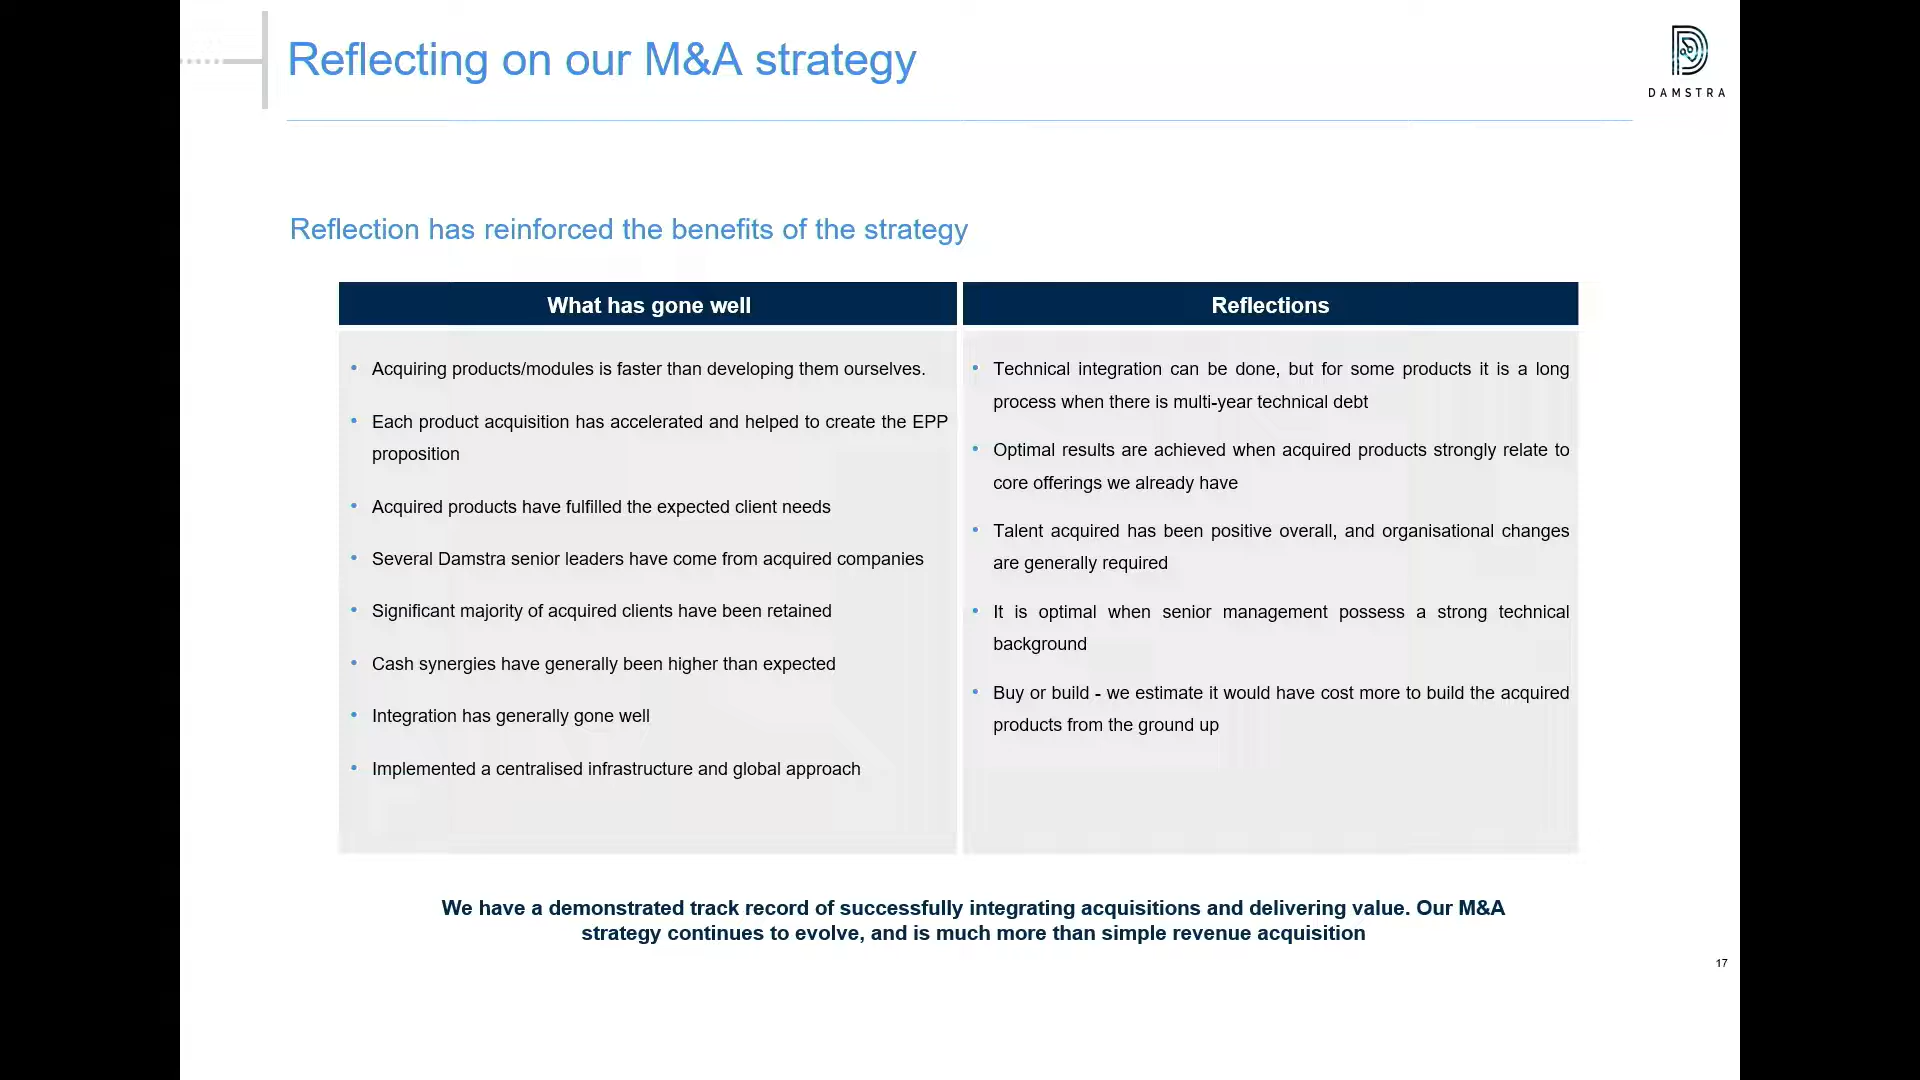 Reflecting on our M&A strategy
DAMSTRA
Reflection has reinforced the benefits of the strategy
What has gone well
• Acquiring products/modules is faster than developing them ourselves.
• Each product acquisition has accelerated and helped to create the EPP
proposition
• Acquired products have fulfilled the expected client needs
• Several Damstra senior leaders have come from acquired companies
• Significant majority of acquired clients have been retained
• Cash synergies have generally been higher than expected
• Integration has generally gone well
• Implemented a centralised infrastructure and global approach
Reflections
• Technical integration can be done, but for some products it is a long
process when there is multi-year technical debt
• Optimal results are achieved when acquired products strongly relate to
core offerings we already have
• Talent acquired has been positive overall, and organisational changes
are generally required
• It is optimal when senior management possess a strong technical
background
• Buy or build - we estimate it would have cost more to build the acquired
products from the ground up
We have a demonstrated track record of successfully integrating acquisitions and delivering value. Our M&A
strategy continues to evolve, and is much more than simple revenue acquisition
17